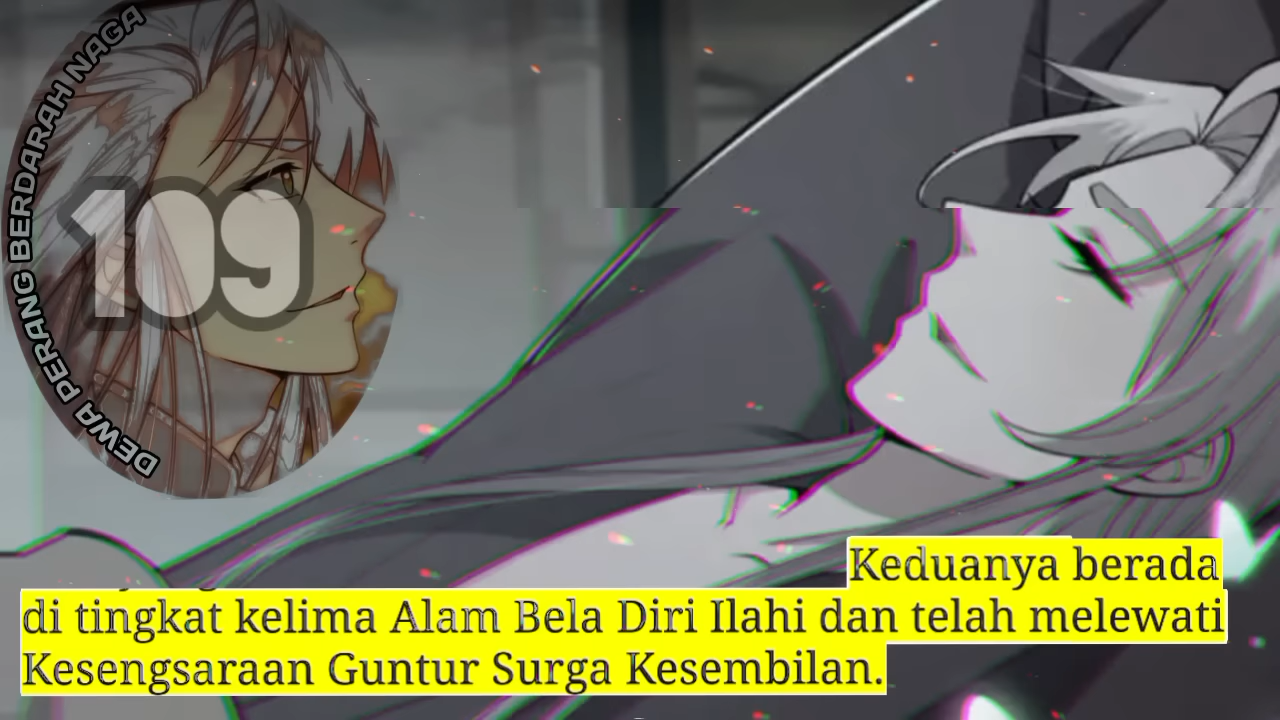 DEWA PERANG BERDARAH NAGA
109
Keduanya berada
di tingkat kelima Alam Bela Diri Ilahi dan telah melewati
Kesengsaraan Guntur Surga Kesembilan.